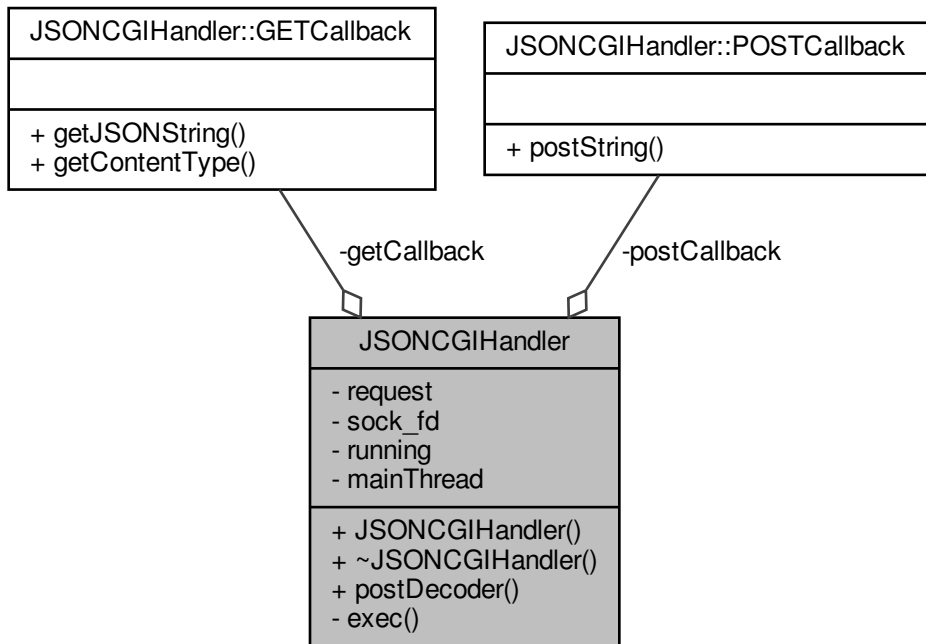 JSONCGIHandler::GETCallback
+ getJSONString()
+ getContentType()
JSONCGIHandler::POSTCallback
+ postString()
-getCallback
-postCallback
JSONCGIHandler
- request
- sock_fd
- running
- mainThread
+ JSONCGIHandler()
+ ~JSONCGIHandler()
+ postDecoder()
- exec()